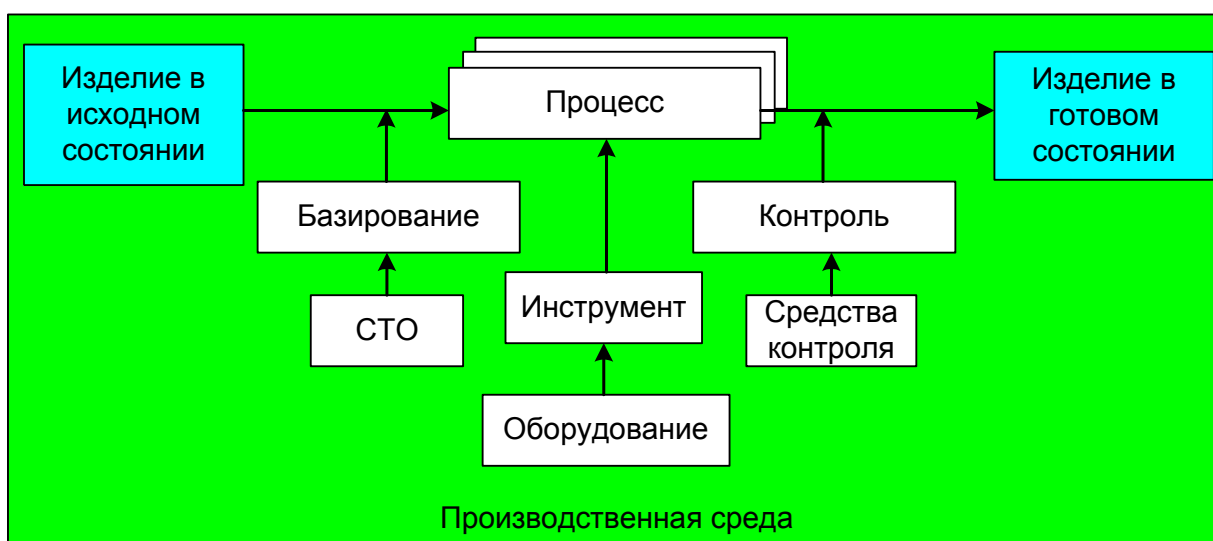 Изделие в
исходном
состоянии
Процесс
Изделие в
готовом
состоянии
Базирование
Контроль
СТО
Инструмент
Средства
контроля
Оборудование
Производственная среда